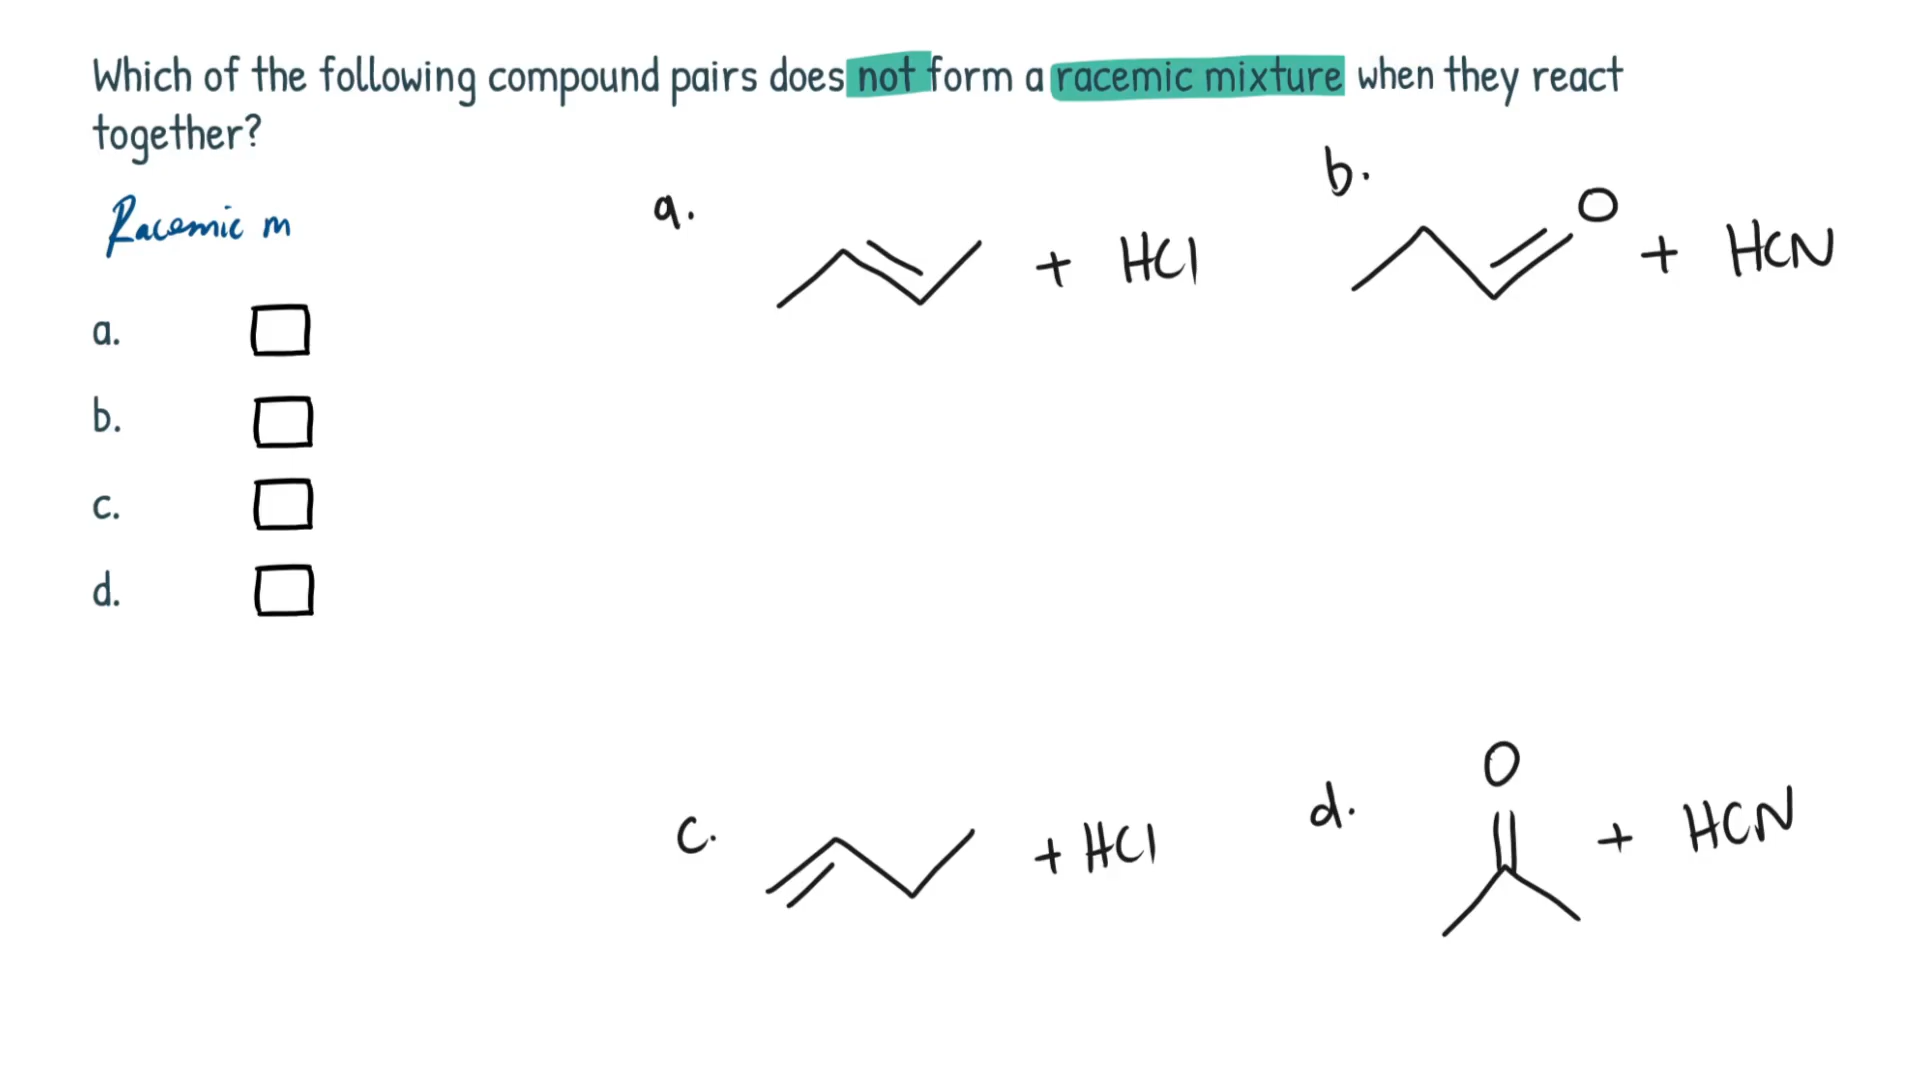 Which of the following compound pairs does not form a racemic mixture when they react
together?
Racemic m
a.
b.
c.
d.
a.
+ HCl
b.
O
+ HCN
c.
+ HCl
d.
O
+ HCN